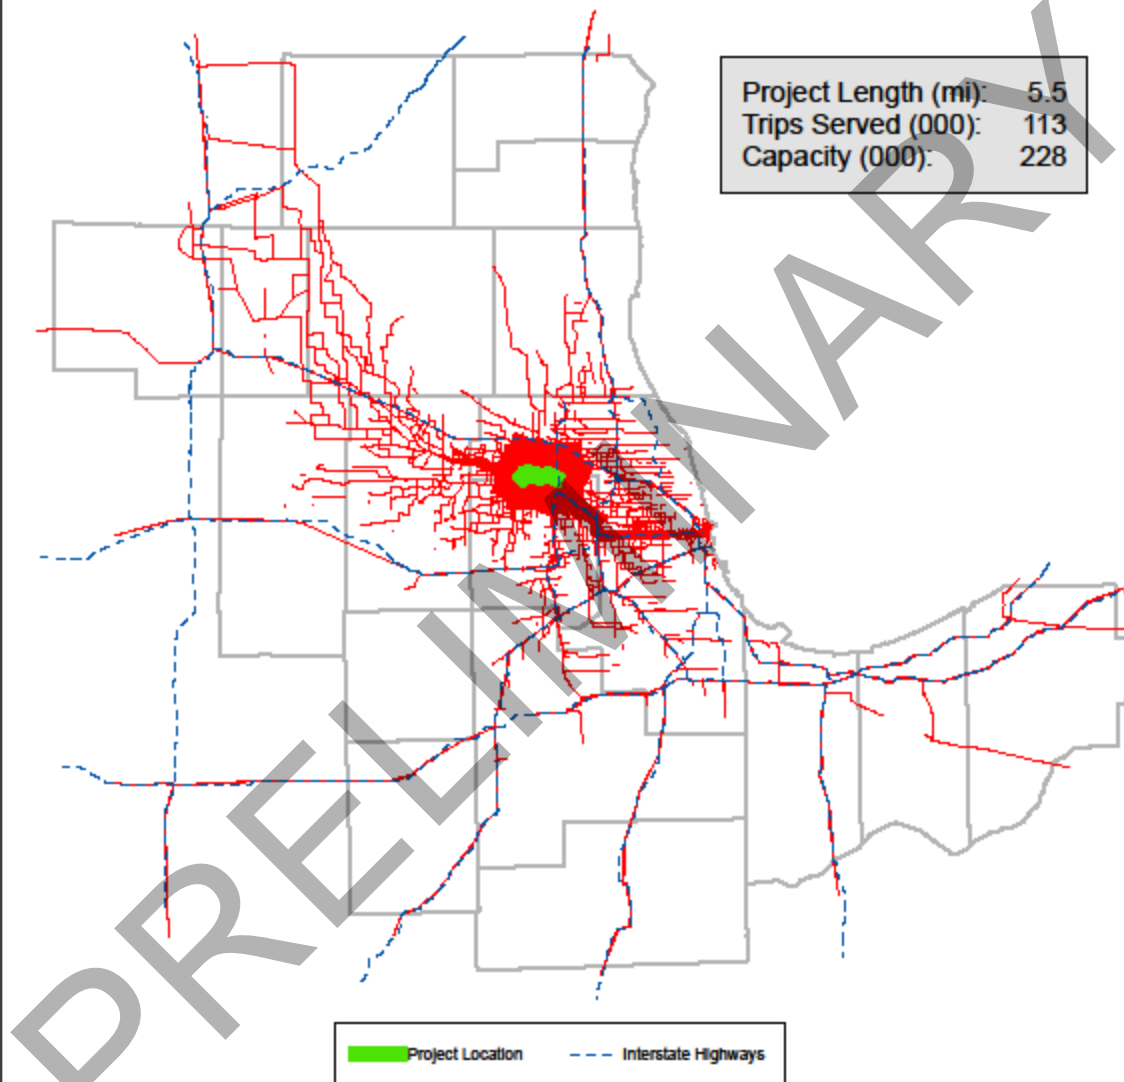 Project Length (mi): 5.5
Trips Served (000): 113
Capacity (000): 228
PRELIMINARY
Project Location
Interstate Highways